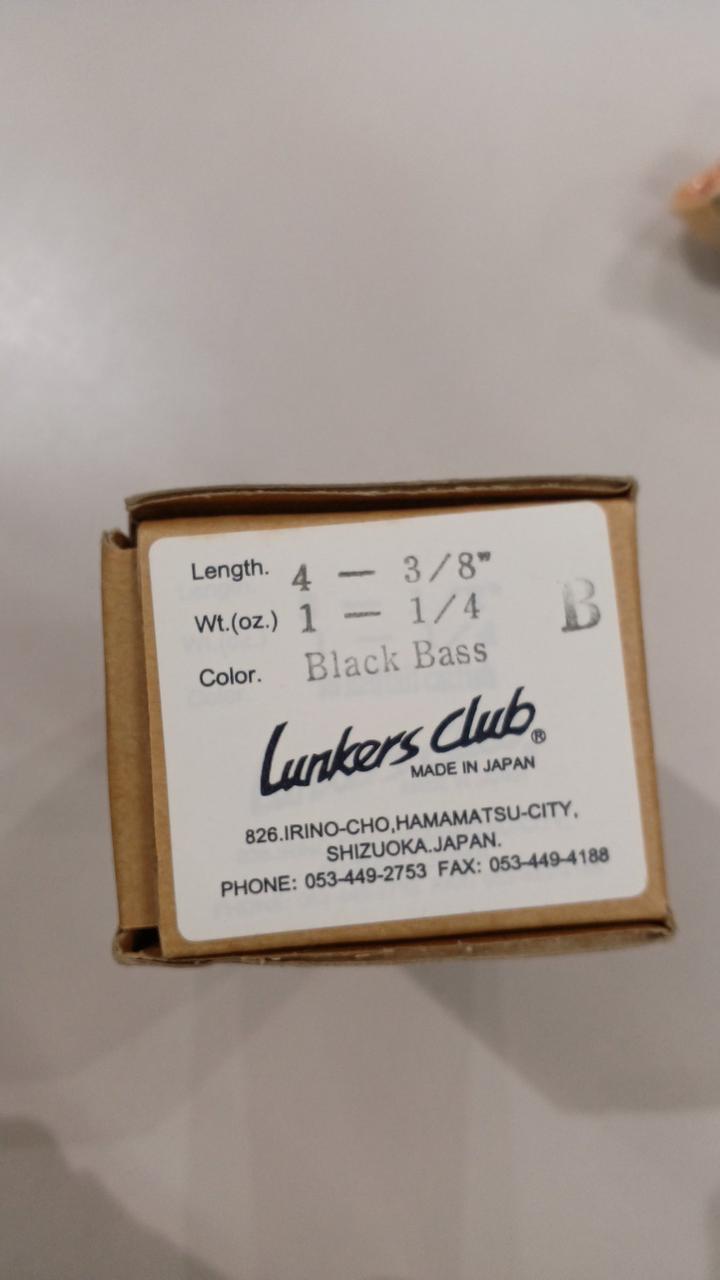 Length. 4 — 3/8"
Wt.(oz.) 1 — 1/4 B
Color. Black Bass
Lunkers Club®
MADE IN JAPAN
826.IRINO-CHO,HAMAMATSU-CITY,
SHIZUOKA.JAPAN.
PHONE: 053-449-2753 FAX: 053-449-4188